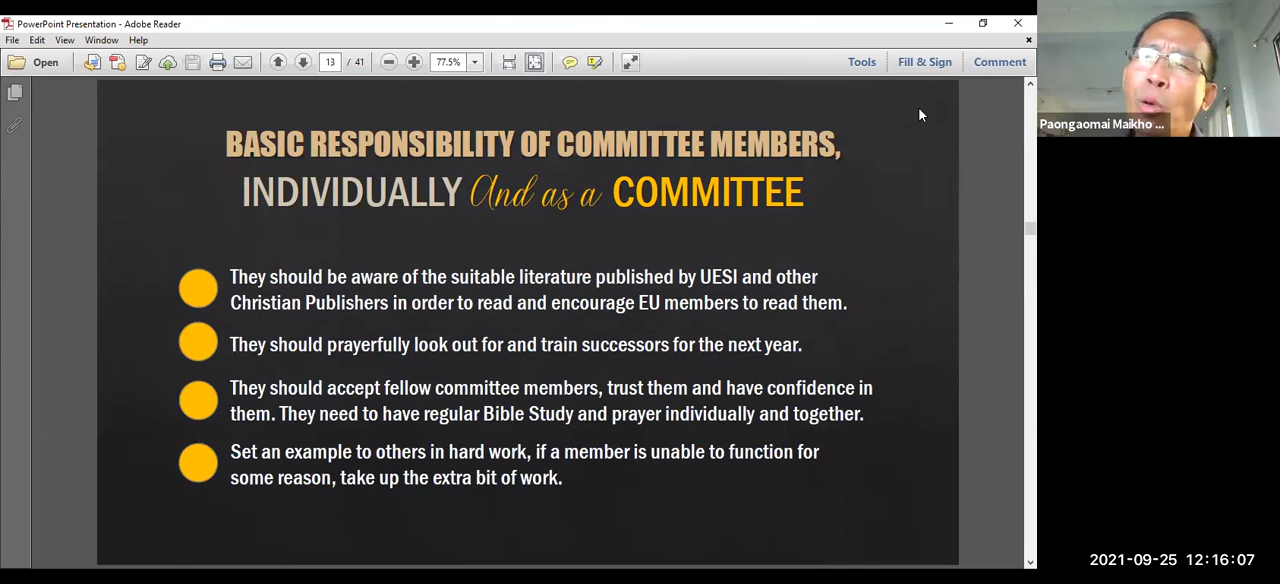 PowerPoint Presentation - Adobe Reader
File Edit View Window Help
Open 13 / 41 77.5% Tools Fill & Sign Comment
BASIC RESPONSIBILITY OF COMMITTEE MEMBERS,
INDIVIDUALLY And as a COMMITTEE
They should be aware of the suitable literature published by UESI and other
Christian Publishers in order to read and encourage EU members to read them.
They should prayerfully look out for and train successors for the next year.
They should accept fellow committee members, trust them and have confidence in
them. They need to have regular Bible Study and prayer individually and together.
Set an example to others in hard work, if a member is unable to function for
some reason, take up the extra bit of work.
Paongaomai Maikho ...
2021-09-25 12:16:07